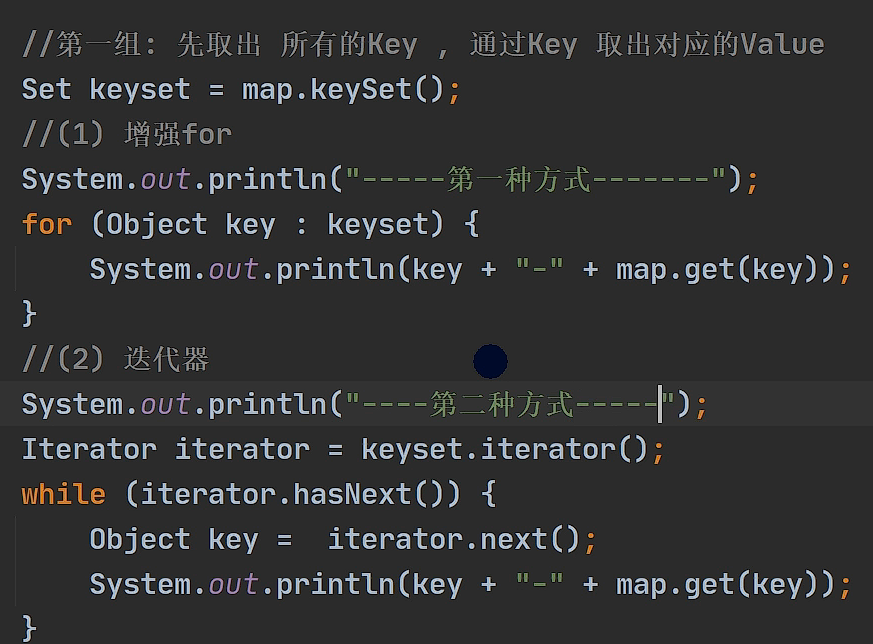 //第一组: 先取出 所有的Key , 通过Key 取出对应的Value
Set keyset = map.keySet();
//(1) 增强for
System.out.println("-----第一种方式-------");
for (Object key : keyset) {
    System.out.println(key + "-" + map.get(key));
}
//(2) 迭代器
System.out.println("----第二种方式-----");
Iterator iterator = keyset.iterator();
while (iterator.hasNext()) {
    Object key =  iterator.next();
    System.out.println(key + "-" + map.get(key));
}